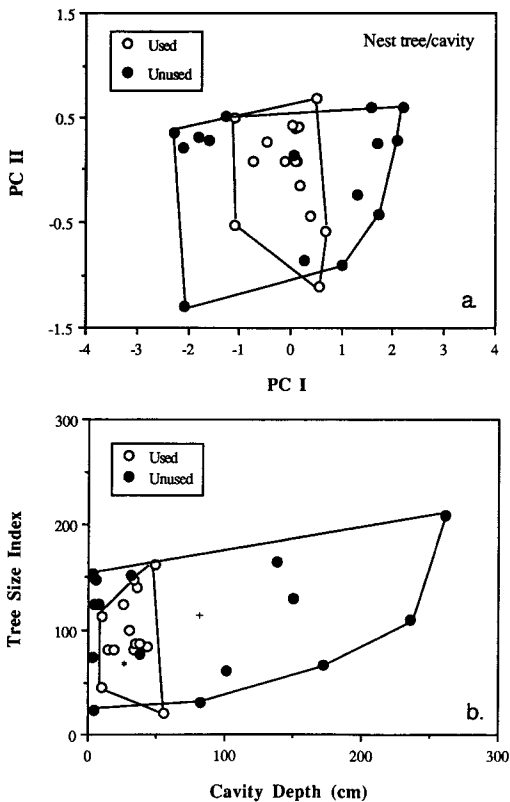 1.5
Used
Unused
Nest tree/cavity
0.5
PC II
-0.5
-1.5
a.
-4 -3 -2 -1 0 1 2 3 4
PC I
300
Used
Unused
200
Tree Size Index
100
+
*
0
b.
0 100 200 300
Cavity Depth (cm)